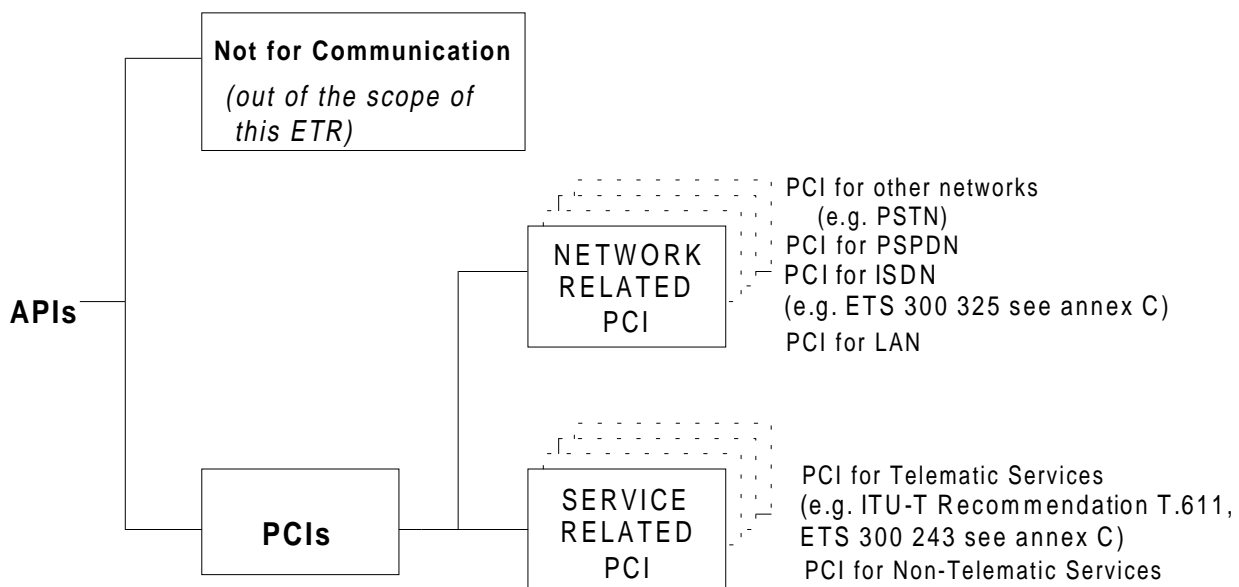 Not for Communication
(out of the scope of
this ETR)
PCI for other networks
(e.g. PSTN)
PCI for PSPDN
PCI for ISDN
(e.g. ETS 300 325 see annex C)
PCI for LAN
NETWORK
RELATED
PCI
APIs
PCIs
SERVICE
RELATED
PCI
PCI for Telematic Services
(e.g. ITU-T Recommendation T.611,
ETS 300 243 see annex C)
PCI for Non-Telematic Services